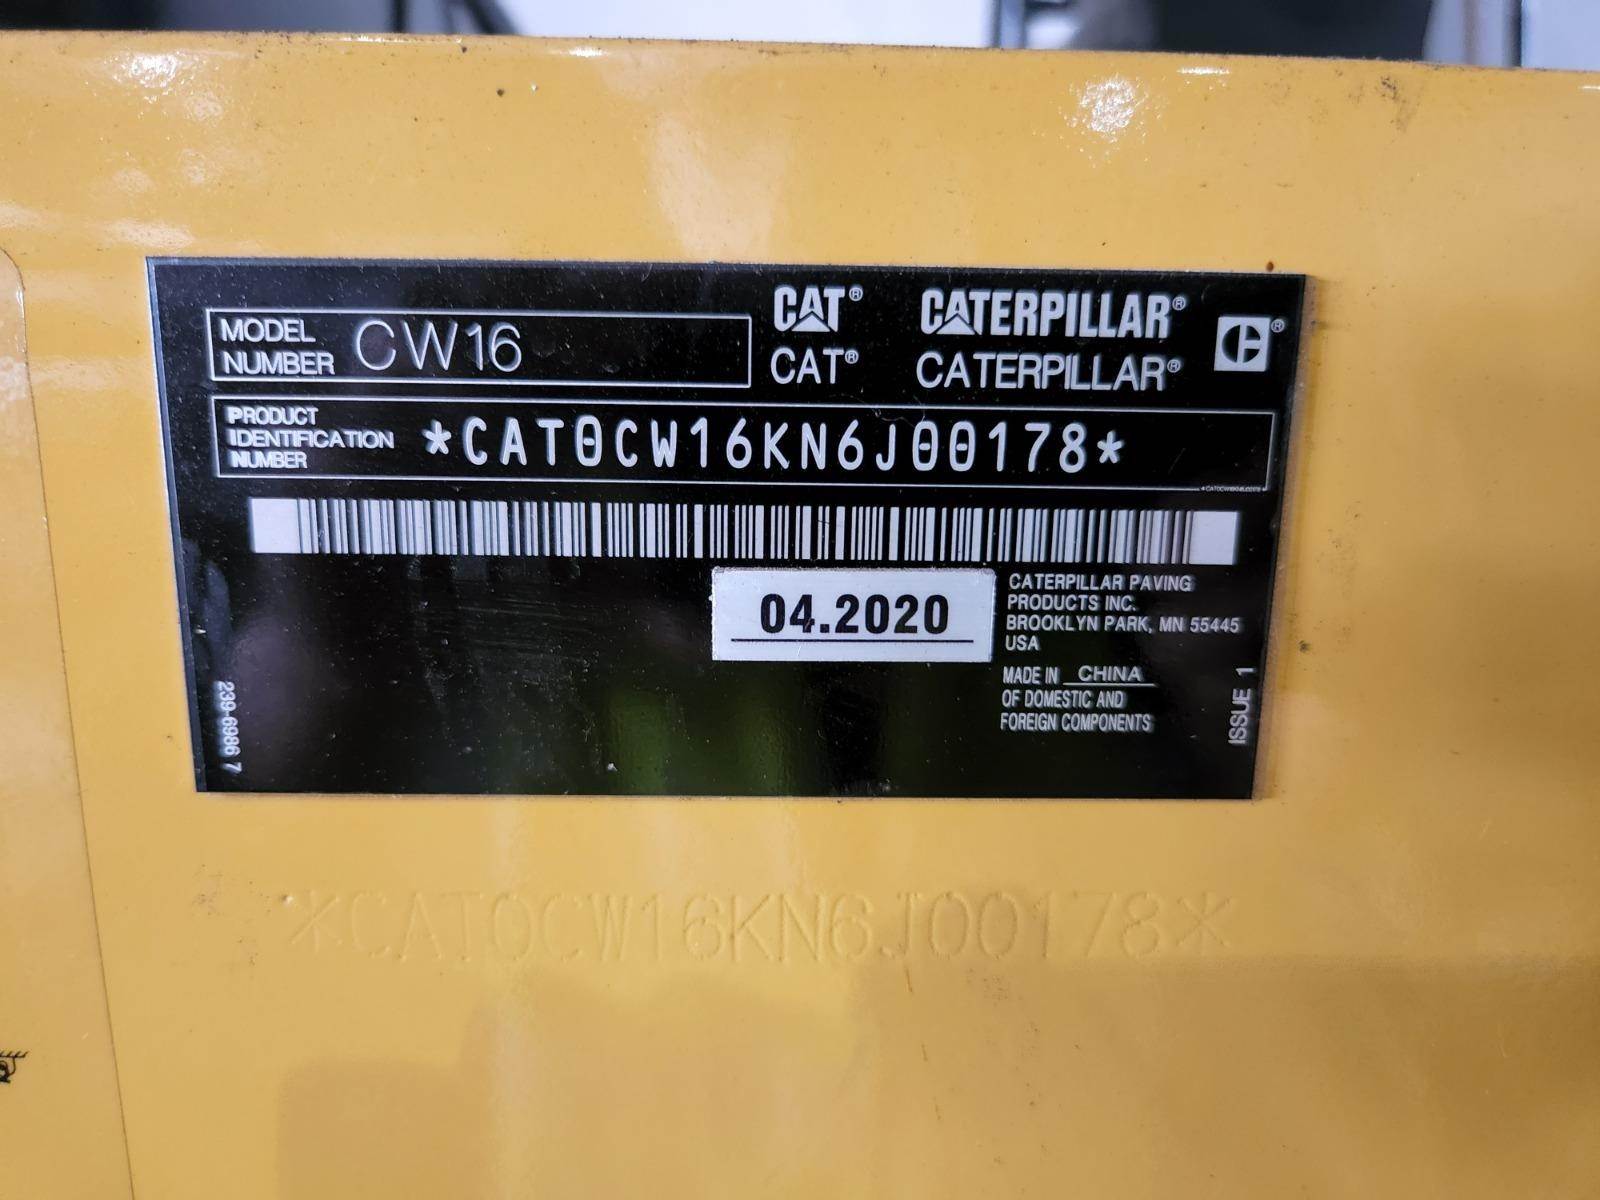 MODEL NUMBER CW16
CAT® CATERPILLAR®
CAT® CATERPILLAR®
PRODUCT IDENTIFICATION NUMBER *CAT0CW16KN6J00178*
04.2020
CATERPILLAR PAVING
PRODUCTS INC.
BROOKLYN PARK, MN 55445
USA
MADE IN CHINA
OF DOMESTIC AND
FOREIGN COMPONENTS
ISSUE 1
239-6986 7
*CAT0CW16KN6J00178*